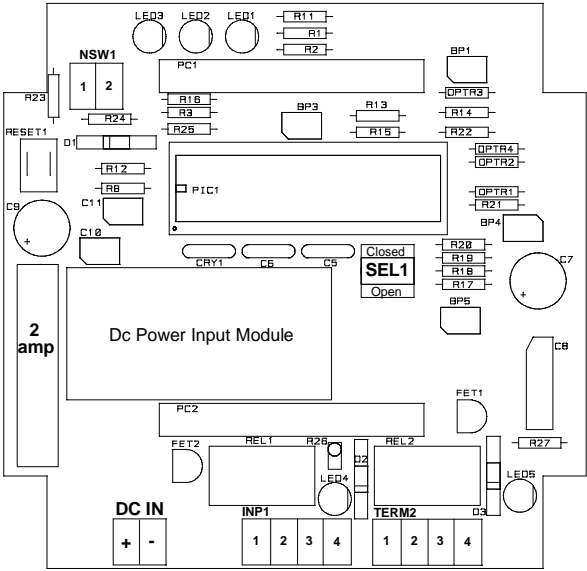 LED3 LED2 LED1 R11
R1
NSW1 R2
PC1 BP1
1 2
R23 OPTR3
R16 R13
R3 BP3 R14
R24
R25 R15 R22
RESET1 D1
OPTR4
OPTR2
R12
R8 PIC1 OPTR1
C11 R21
C9 BP4
C10
R20
CRY1 C6 C5 Closed R19 C7
SEL1 R18
Open R17
BP5
2
amp Dc Power Input Module
C8
FET1
PC2
FET2 REL1 R26 REL2 R27
D2
LED4 LED5
DC IN INP1 TERM2 D3
+ - 1 2 3 4 1 2 3 4